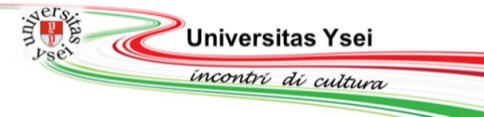 universitas
Ysei
Universitas Ysei
incontri di cultura